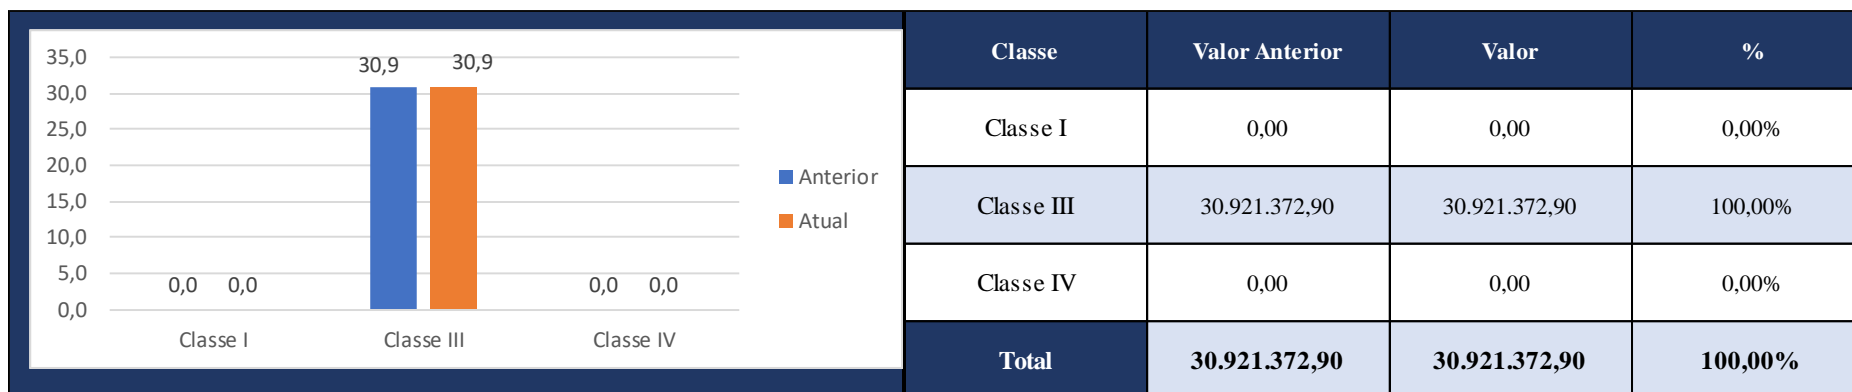 35,0
30,0
25,0
20,0
15,0
10,0
5,0
0,0
30,9 30,9
0,0 0,0
0,0 0,0
Classe I Classe III Classe IV
Anterior
Atual
Classe Valor Anterior Valor %
Classe I 0,00 0,00 0,00%
Classe III 30.921.372,90 30.921.372,90 100,00%
Classe IV 0,00 0,00 0,00%
Total 30.921.372,90 30.921.372,90 100,00%